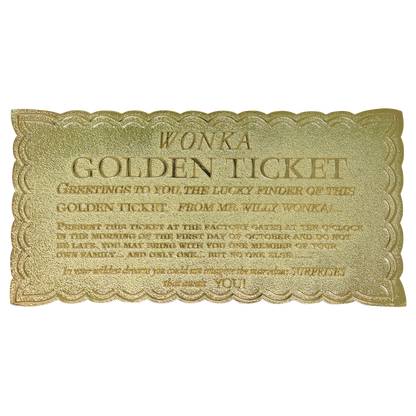 WONKA
GOLDEN TICKET
GREETINGS TO YOU, THE LUCKY FINDER OF THIS
GOLDEN TICKET, FROM MR. WILLY WONKA!...
PRESENT THIS TICKET AT THE FACTORY GATES AT TEN O'CLOCK
IN THE MORNING OF THE FIRST DAY OF OCTOBER AND DO NOT
BE LATE. YOU MAY BRING WITH YOU ONE MEMBER OF YOUR
OWN FAMILY... AND ONLY ONE... BUT NO ONE ELSE......
In your wildest dreams you could not imagine the marvelous SURPRISES
that await YOU!